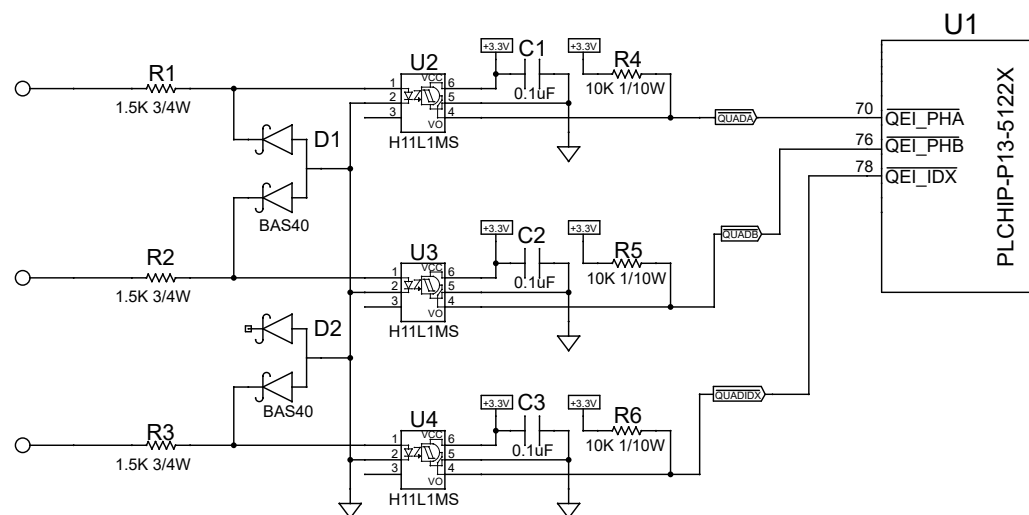 U1
PLCHIP-P13-5122X
70
QEI_PHA
76
QEI_PHB
78
QEI_IDX
R1
1.5K 3/4W
D1
BAS40
U2
1
2
3
VCC
6
5
4
VO
H11L1MS
+3.3V
C1
0.1uF
+3.3V
R4
10K 1/10W
QUADA
R2
1.5K 3/4W
U3
1
2
3
VCC
6
5
4
VO
H11L1MS
+3.3V
C2
0.1uF
+3.3V
R5
10K 1/10W
QUADB
D2
BAS40
R3
1.5K 3/4W
U4
1
2
3
VCC
6
5
4
VO
H11L1MS
+3.3V
C3
0.1uF
+3.3V
R6
10K 1/10W
QUADIDX